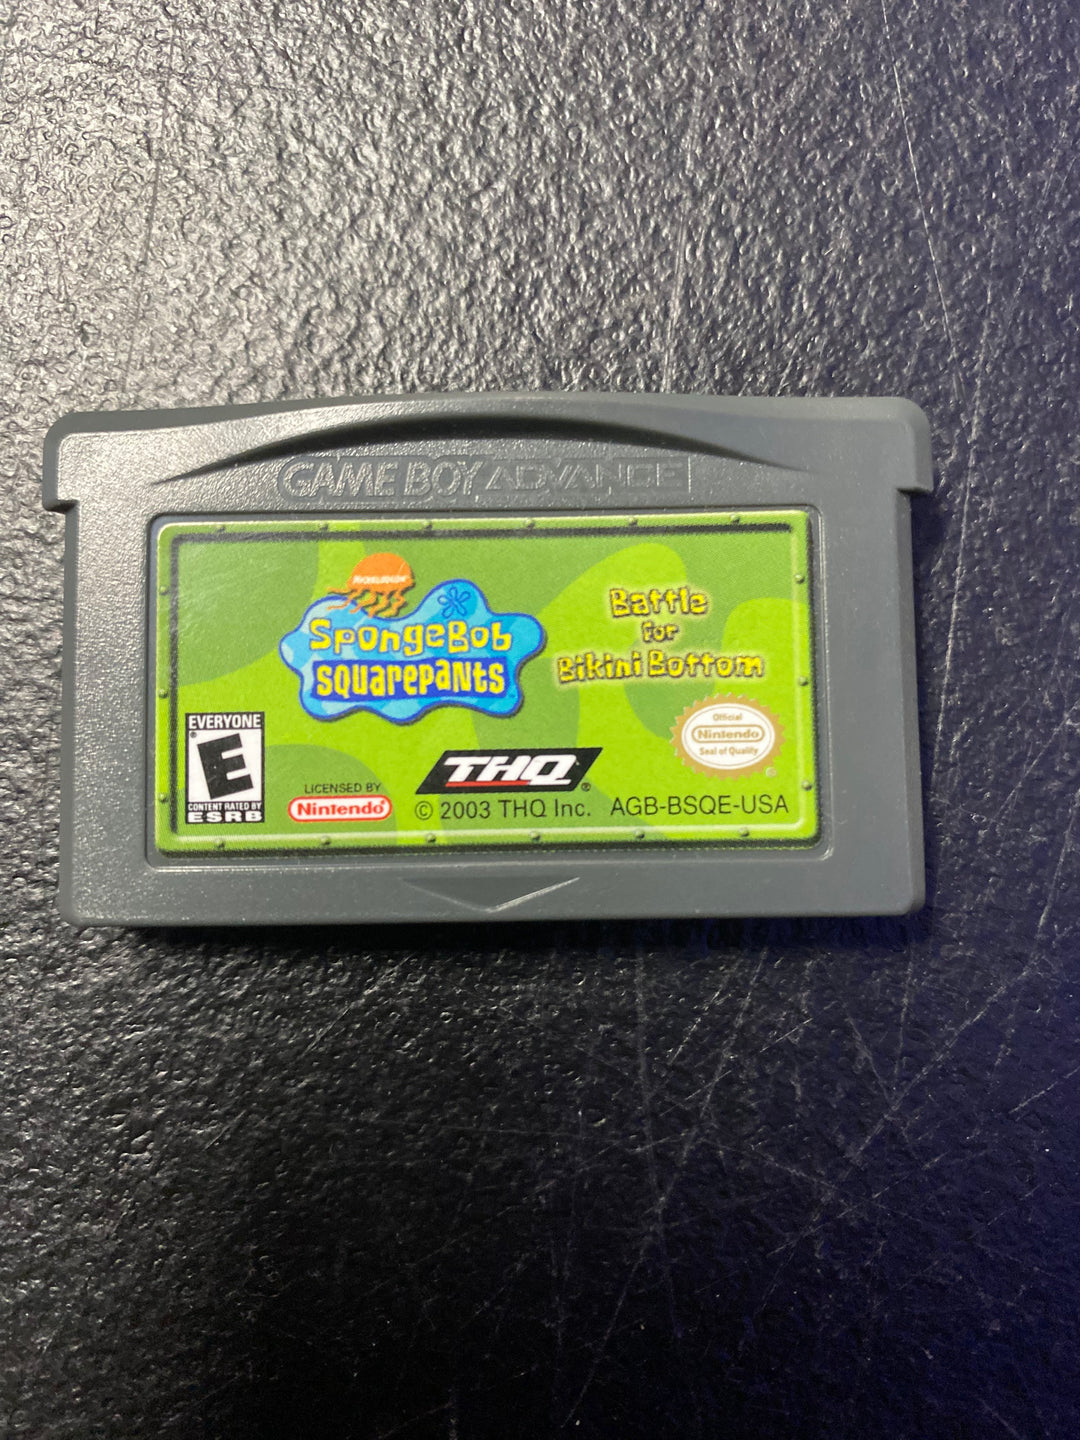 GAME BOY ADVANCE
NICKELODEON
SpongeBob
SquarePants
Battle
for
Bikini Bottom
EVERYONE
E
CONTENT RATED BY
ESRB
LICENSED BY
Nintendo®
THQ®
© 2003 THQ Inc.
Official
Nintendo
Seal of Quality
AGB-BSQE-USA